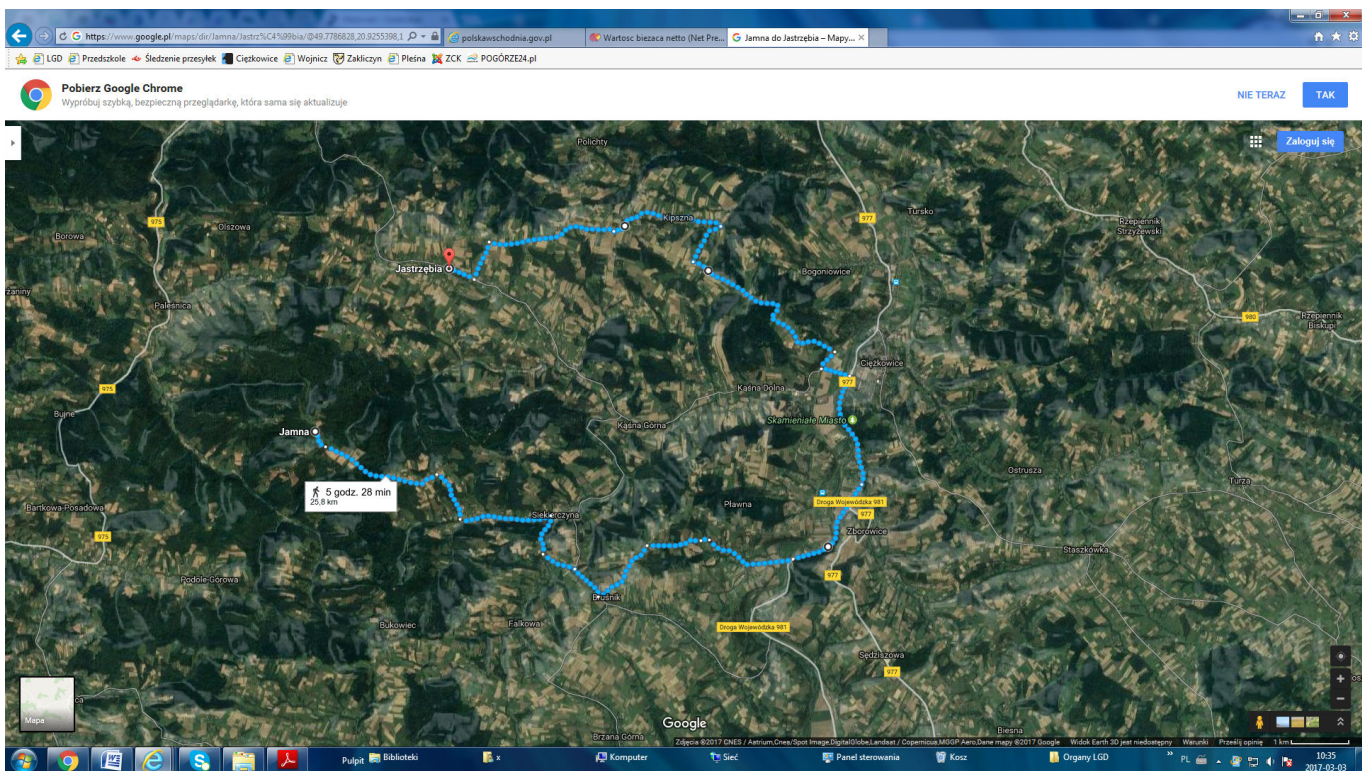 https://www.google.pl/maps/dir/Jamna/Jastrz%C4%99bia/@49.7786828,20.9255398,1
polskawschodnia.gov.pl
Wartosc biezaca netto (Net Pre...
Jamna do Jastrzębia – Mapy...
LGD
Przedszkole
Śledzenie przesyłek
Ciężkowice
Wojnicz
Zakliczyn
Pleśna
ZCK
POGÓRZE24.pl
Pobierz Google Chrome
Wypróbuj szybką, bezpieczną przeglądarkę, która sama się aktualizuje
NIE TERAZ
TAK
Zaloguj się
Polichty
Tursko
Kipszna
977
Rzepiennik
Strzyżewski
975
Olszowa
Borowa
Jastrzębia
Bogoniowice
Paleśnica
980
Rzepiennik
Biskupi
Ciężkowice
977
Kąśna Dolna
975
Bujne
Skamieniałe Miasto
Kąśna Górna
Jamna
Ostrusza
Turza
5 godz. 28 min
25,8 km
Pławna
Droga Wojewódzka 981
977
Bartkowa-Posadowa
Siekierczyna
Zborowice
975
Staszkówka
977
Podole-Górowa
Bruśnik
Bukowiec
Falkowa
Droga Wojewódzka 981
Sędziszowa
977
Mapa
Google
Biesna
Brzana Górna
Zdjęcia ©2017 CNES / Astrium,Cnes/Spot Image,DigitalGlobe,Landsat / Copernicus,MGGP Aero,Dane mapy ©2017 Google
Widok Earth 3D jest niedostępny
Warunki
Prześlij opinię
1 km
Pulpit
Biblioteki
x
Komputer
Sieć
Panel sterowania
Kosz
Organy LGD
PL
10:35
2017-03-03